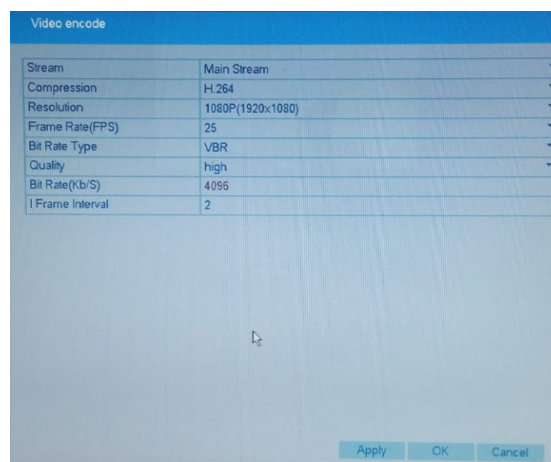 Video encode
Stream Main Stream
Compression H.264
Resolution 1080P(1920x1080)
Frame Rate(FPS) 25
Bit Rate Type VBR
Quality high
Bit Rate(Kb/S) 4096
I Frame Interval 2
Apply OK Cancel